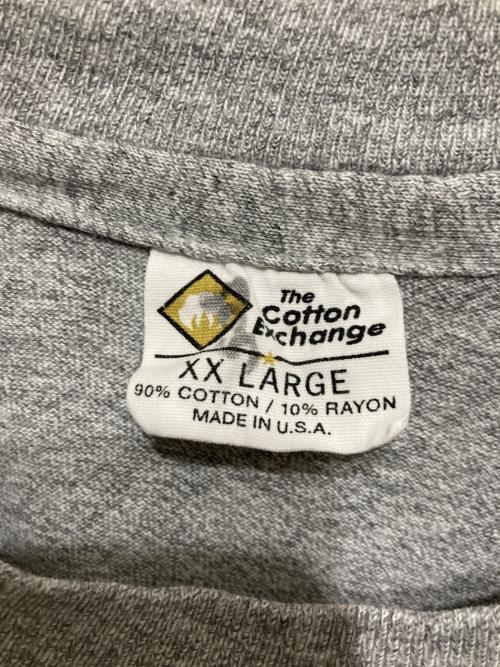 The
Cotton
Exchange
XX LARGE
90% COTTON / 10% RAYON
MADE IN U.S.A.